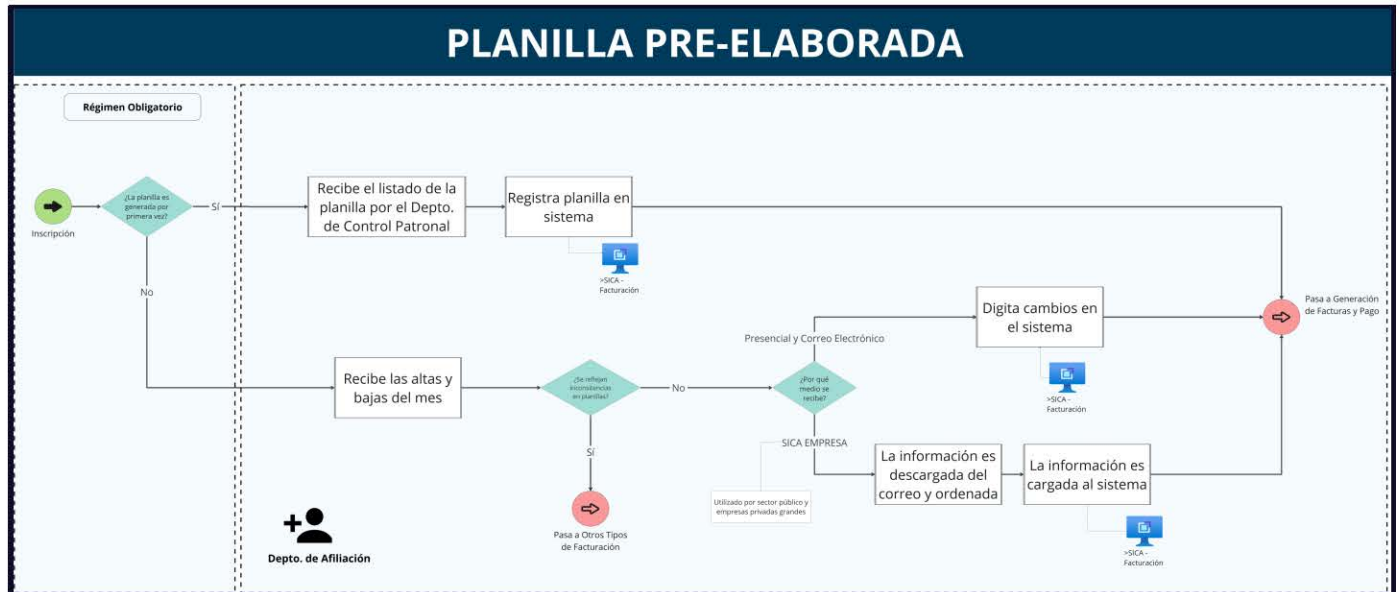 PLANILLA PRE-ELABORADA
Régimen Obligatorio
Inscripción
¿La planilla es
generada por
primera vez?
Sí
Recibe el listado de la
planilla por el Depto.
de Control Patronal
Registra planilla en
sistema
>SICA -
Facturación
No
Recibe las altas y
bajas del mes
¿Se reflejan
inconsistencias
en planillas?
No
Sí
Pasa a Otros Tipos
de Facturación
¿Por qué
medio se
recibe?
Presencial y Correo Electrónico
Digita cambios en
el sistema
>SICA -
Facturación
Pasa a Generación
de Facturas y Pago
SICA EMPRESA
Utilizado por sector público y
empresas privadas grandes
La información es
descargada del
correo y ordenada
La información es
cargada al sistema
>SICA -
Facturación
Depto. de Afiliación